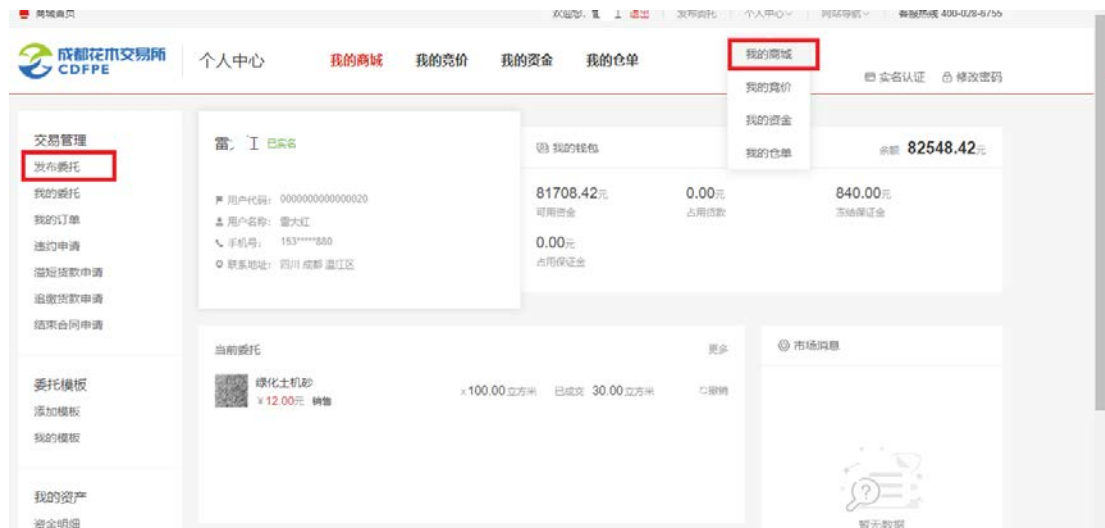 商城首页
欢迎您,
退出
发布委托
个人中心
网站导航
客服热线 400-028-6755
成都花木交易所
CDFPE
个人中心
我的商城
我的竞价
我的资金
我的仓单
我的商城
我的竞价
我的资金
我的仓单
实名认证
修改密码
交易管理
发布委托
我的委托
我的订单
违约申请
溢短货款申请
追缴货款申请
结束合同申请
委托模板
添加模板
我的模板
我的资产
资金明细
雷 已实名
用户代码: 0000000000000020
用户名称: 雷大红
手机号: 153*****880
联系地址: 四川 成都 温江区
我的钱包
余额 82548.42元
81708.42元
可用资金
0.00元
占用货款
840.00元
冻结保证金
0.00元
占用保证金
当前委托
更多
绿化土机砂
¥12.00元 销售
x100.00立方米
已成交 30.00立方米
撤销
市场消息
暂无数据